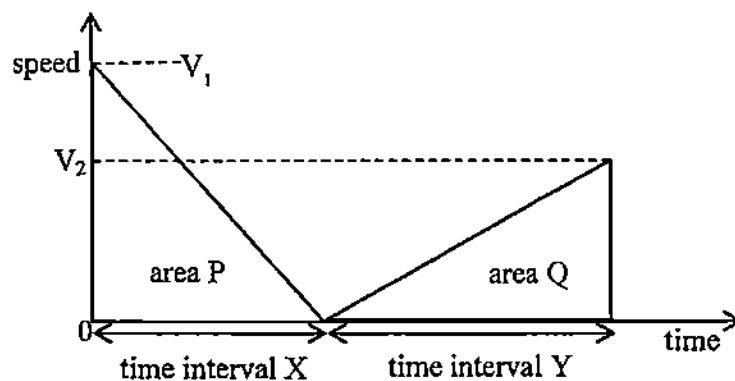 speed
V₁
V₂
area P
area Q
0
time
time interval X
time interval Y